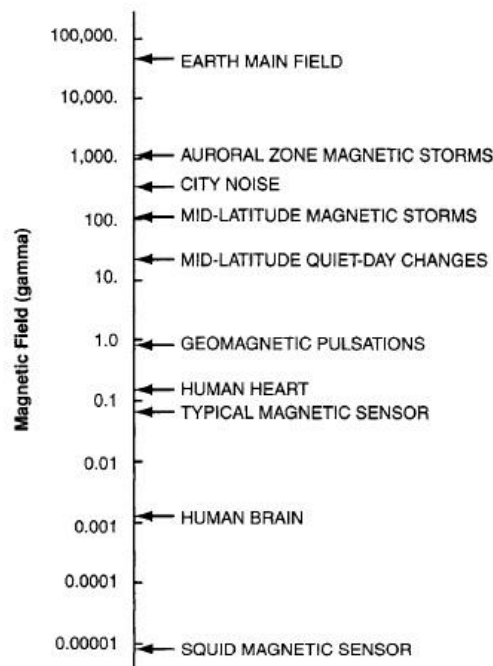 100,000.
EARTH MAIN FIELD
10,000.
1,000.
AURORAL ZONE MAGNETIC STORMS
CITY NOISE
100.
MID-LATITUDE MAGNETIC STORMS
MID-LATITUDE QUIET-DAY CHANGES
10.
1.0
GEOMAGNETIC PULSATIONS
HUMAN HEART
0.1
TYPICAL MAGNETIC SENSOR
0.01
HUMAN BRAIN
0.001
0.0001
0.00001
SQUID MAGNETIC SENSOR
Magnetic Field (gamma)